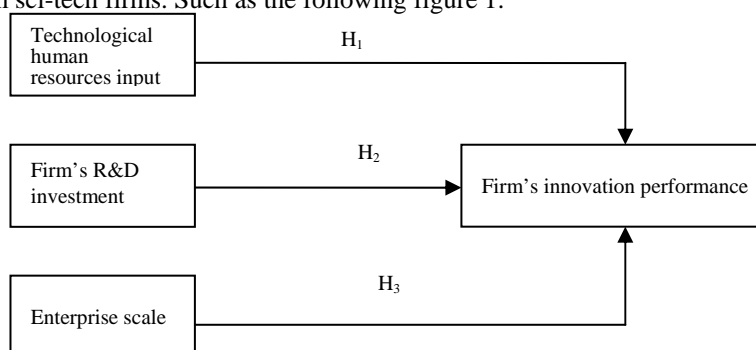 sci-tech firms. Such as the following figure 1.
Technological
human
resources input
H₁
Firm's R&D
investment
H₂
Firm's innovation performance
Enterprise scale
H₃